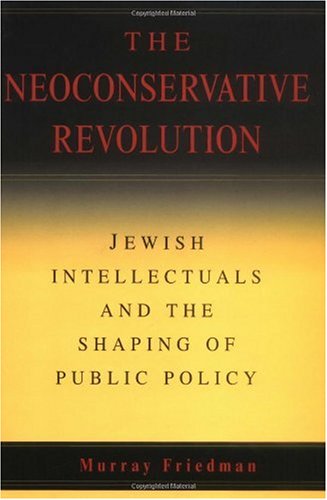 THE
NEOCONSERVATIVE
REVOLUTION
JEWISH
INTELLECTUALS
AND THE
SHAPING OF
PUBLIC POLICY
Murray Friedman